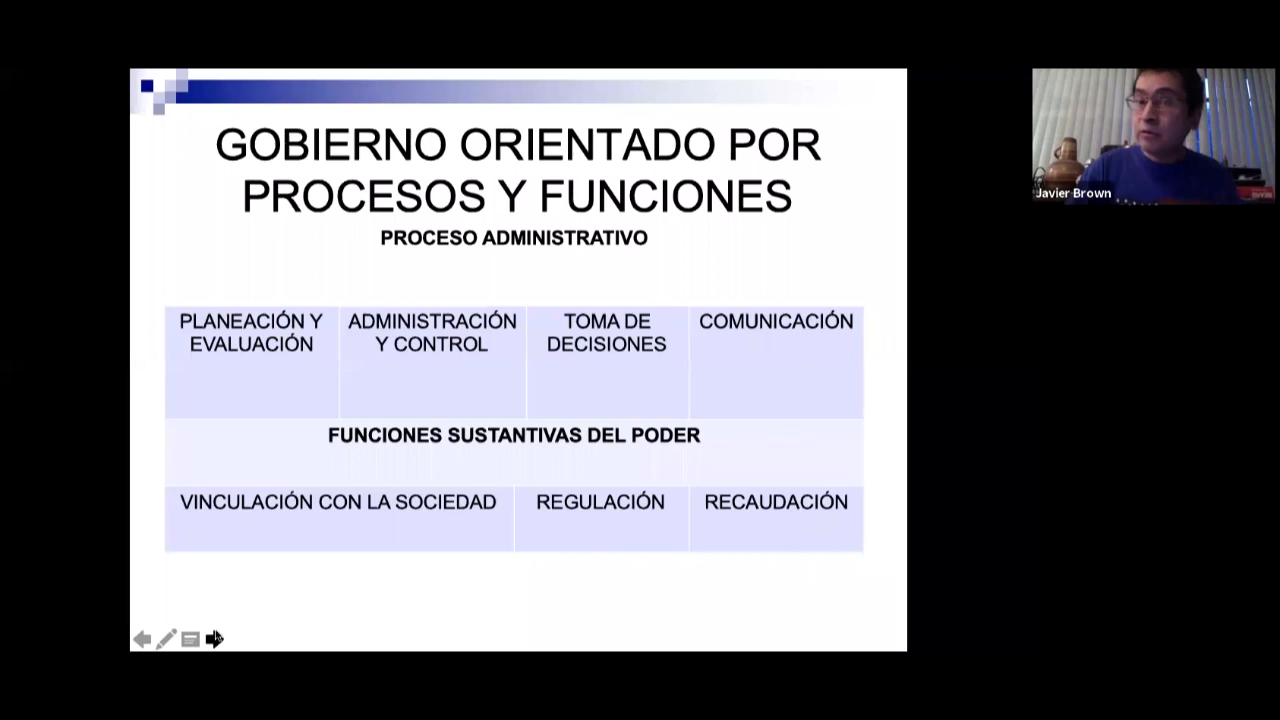 GOBIERNO ORIENTADO POR
PROCESOS Y FUNCIONES
PROCESO ADMINISTRATIVO
PLANEACIÓN Y
EVALUACIÓN
ADMINISTRACIÓN
Y CONTROL
TOMA DE
DECISIONES
COMUNICACIÓN
FUNCIONES SUSTANTIVAS DEL PODER
VINCULACIÓN CON LA SOCIEDAD
REGULACIÓN
RECAUDACIÓN
Javier Brown